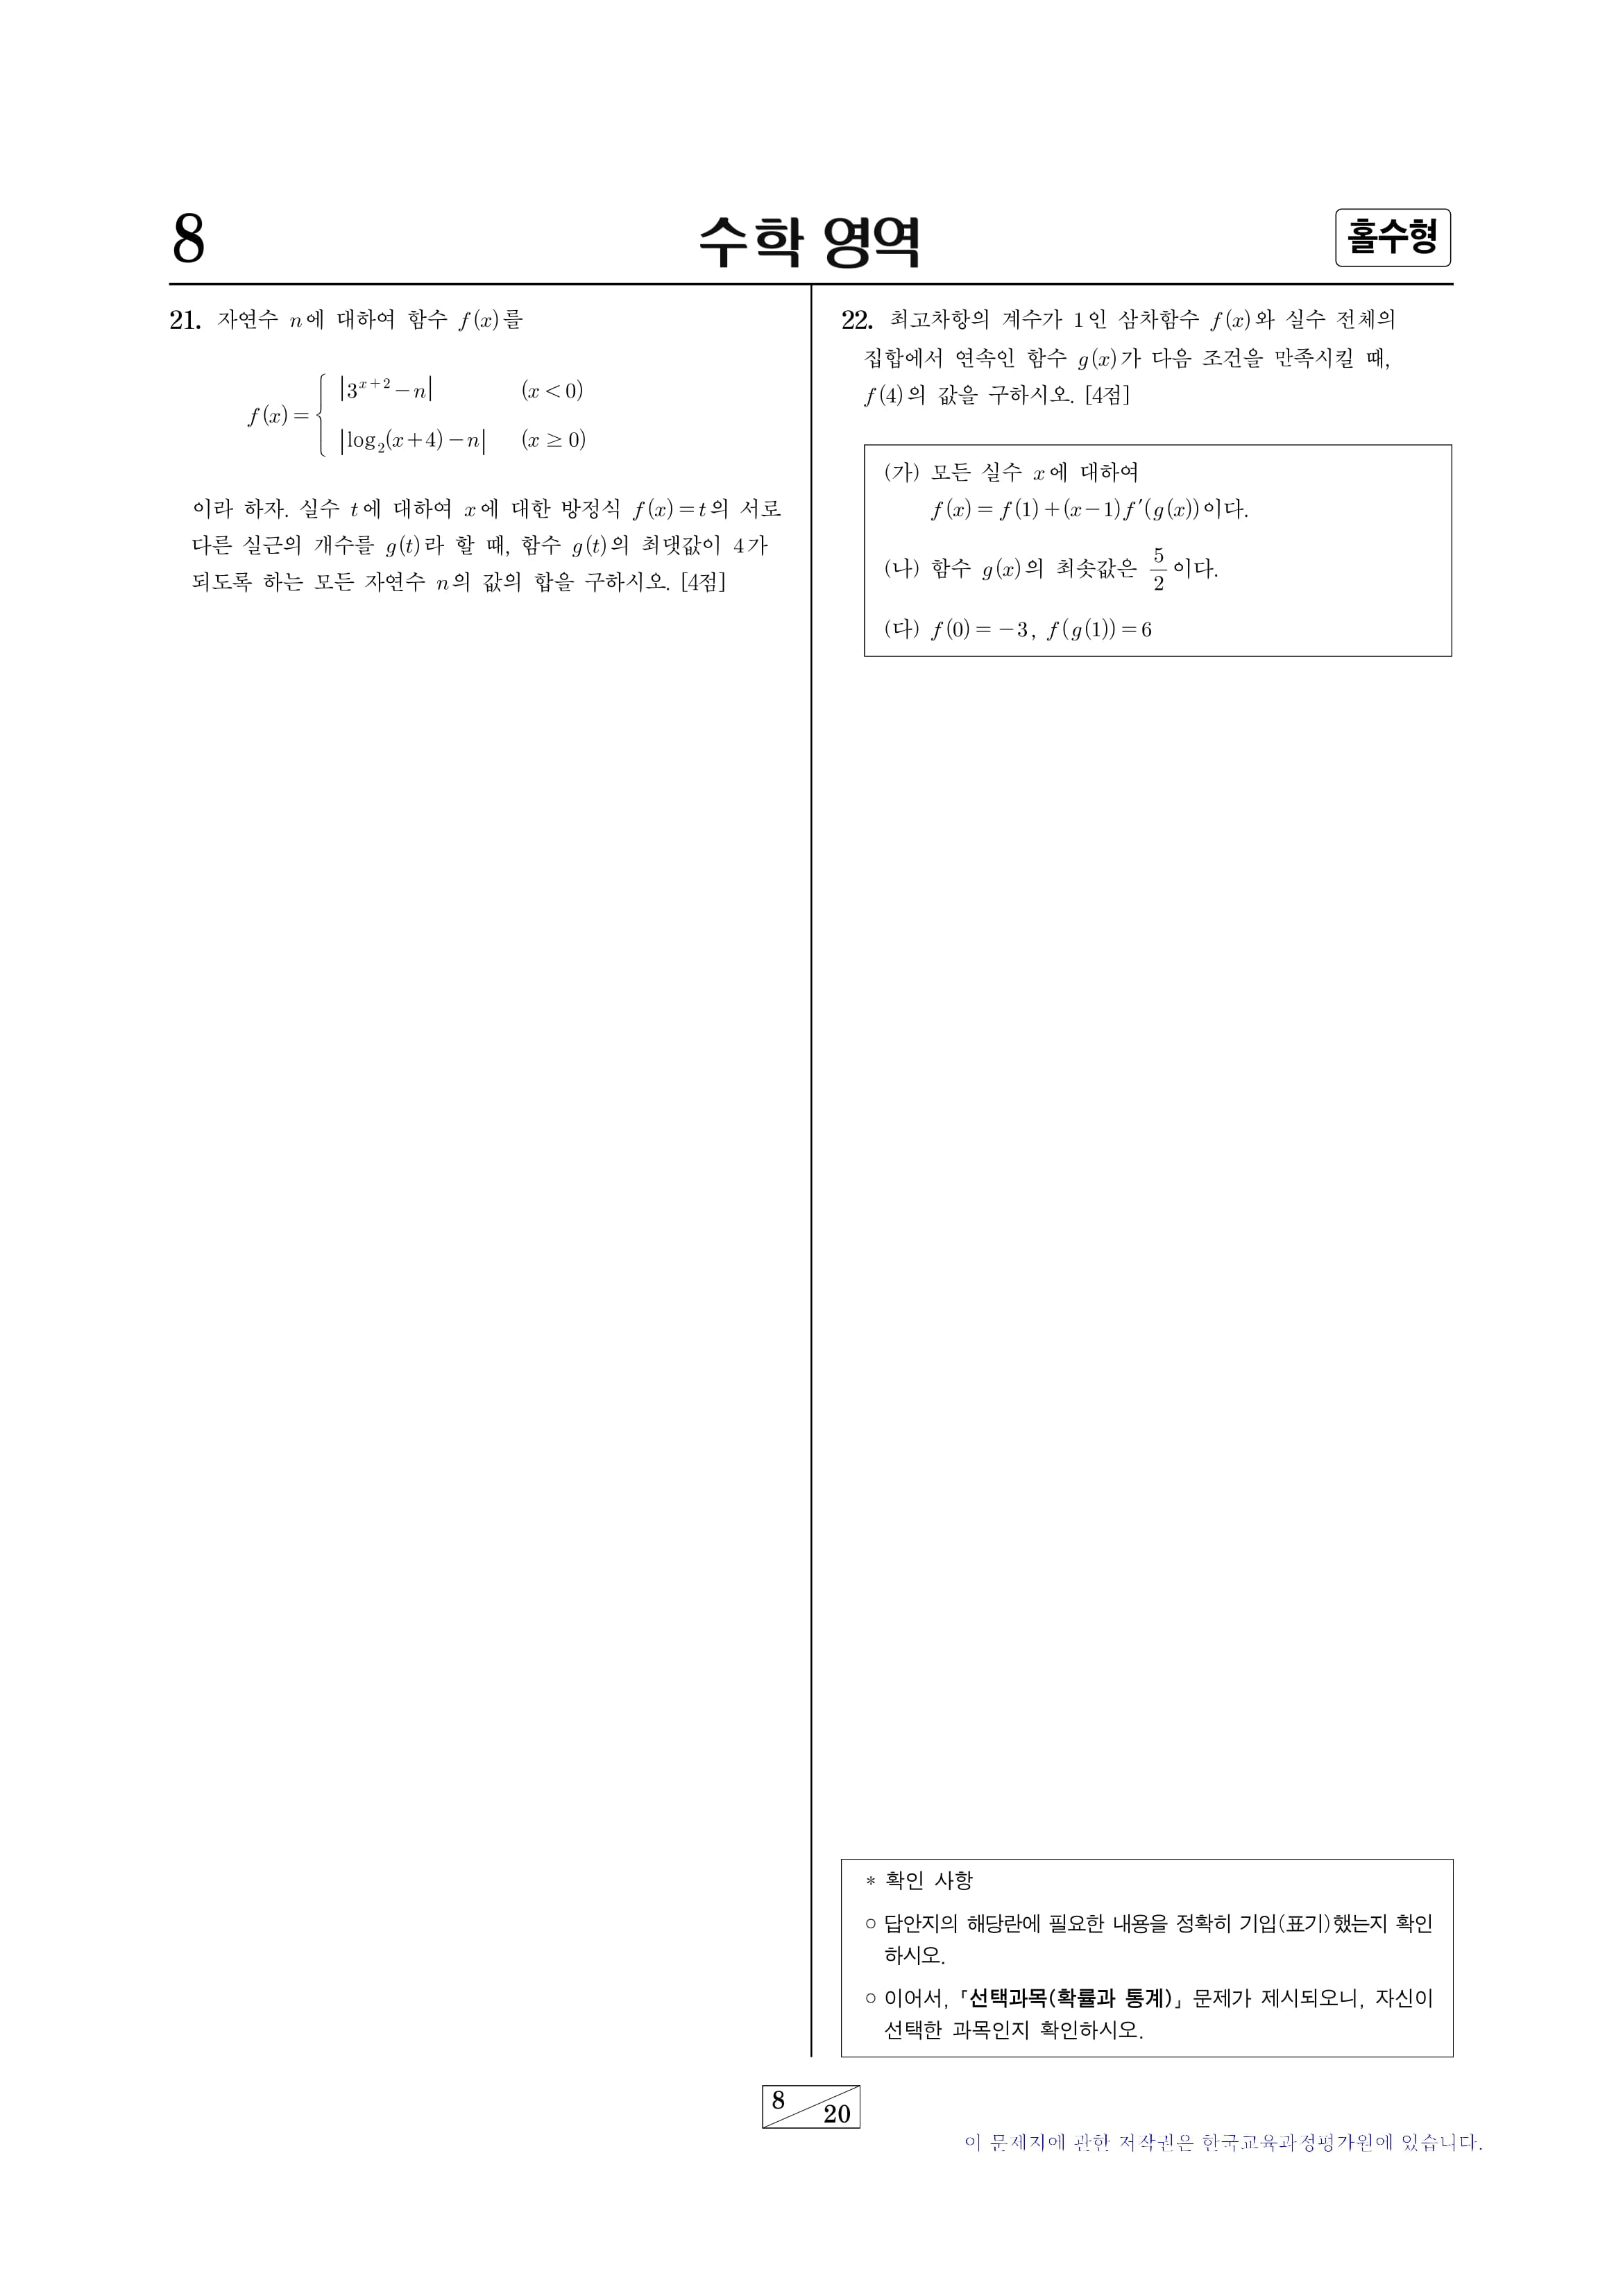 8
수학 영역
홀수형
21. 자연수 n에 대하여 함수 f(x)를
f(x) = { |3^{x+2} − n| (x < 0)
|log_2(x+4) − n| (x ≥ 0)
이라 하자. 실수 t에 대하여 x에 대한 방정식 f(x) = t의 서로
다른 실근의 개수를 g(t)라 할 때, 함수 g(t)의 최댓값이 4가
되도록 하는 모든 자연수 n의 값의 합을 구하시오. [4점]
22. 최고차항의 계수가 1인 삼차함수 f(x)와 실수 전체의
집합에서 연속인 함수 g(x)가 다음 조건을 만족시킬 때,
f(4)의 값을 구하시오. [4점]
(가) 모든 실수 x에 대하여
f(x) = f(1) + (x−1)f′(g(x))이다.
(나) 함수 g(x)의 최솟값은 5/2이다.
(다) f(0) = −3, f(g(1)) = 6
* 확인 사항
○ 답안지의 해당란에 필요한 내용을 정확히 기입(표기)했는지 확인
하시오.
○ 이어서, 「선택과목(확률과 통계)」 문제가 제시되오니, 자신이
선택한 과목인지 확인하시오.
8
20
이 문제지에 관한 저작권은 한국교육과정평가원에 있습니다.